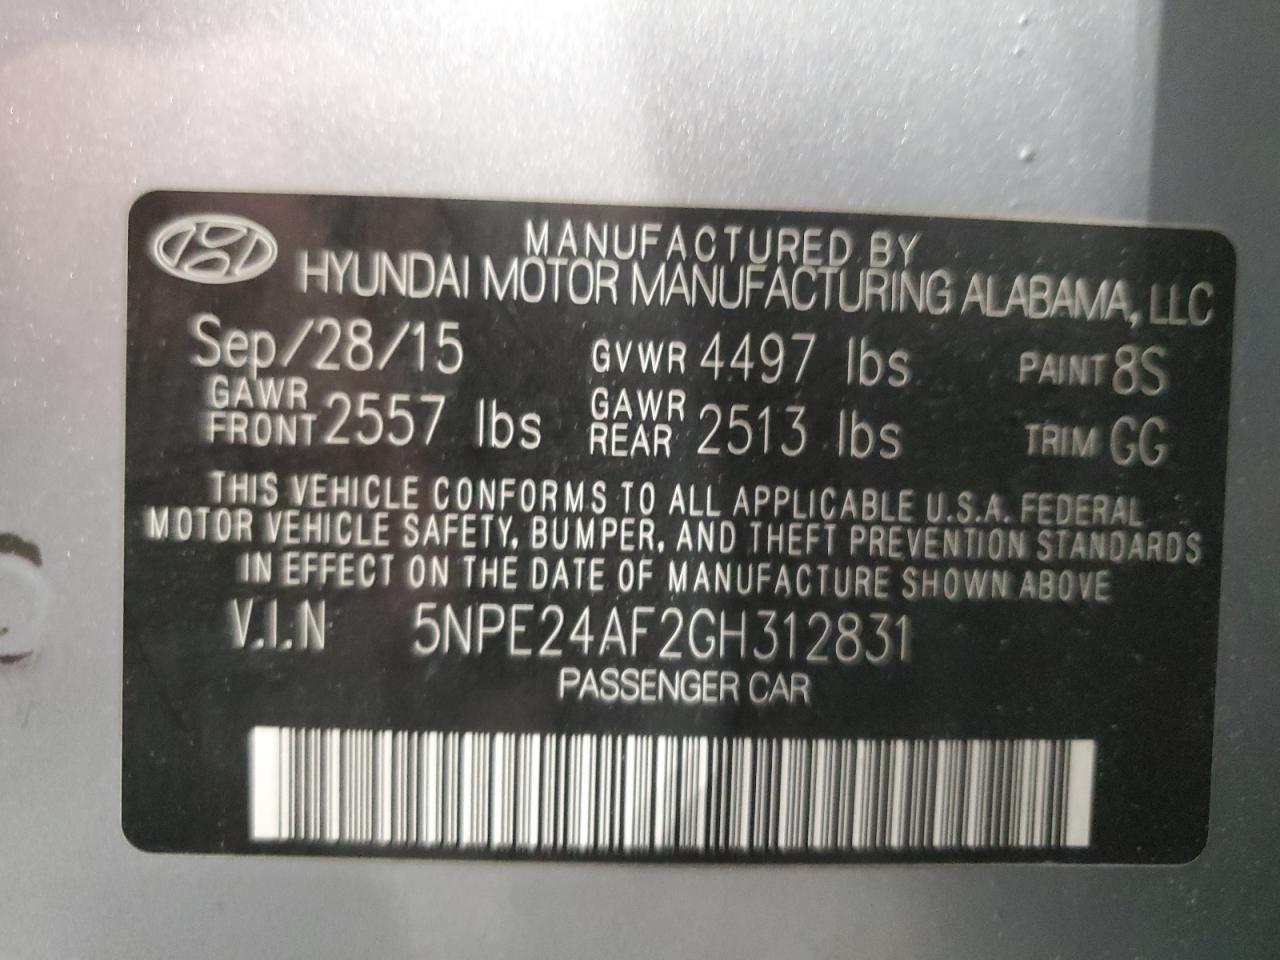 MANUFACTURED BY
HYUNDAI MOTOR MANUFACTURING ALABAMA, LLC
Sep/28/15 GVWR 4497 lbs PAINT 8S
GAWR FRONT 2557 lbs GAWR REAR 2513 lbs TRIM GG
THIS VEHICLE CONFORMS TO ALL APPLICABLE U.S.A. FEDERAL
MOTOR VEHICLE SAFETY, BUMPER, AND THEFT PREVENTION STANDARDS
IN EFFECT ON THE DATE OF MANUFACTURE SHOWN ABOVE
V.I.N 5NPE24AF2GH312831
PASSENGER CAR